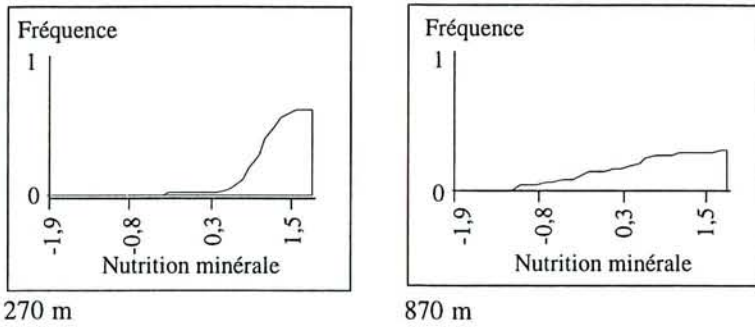 Fréquence
1
0
-1,9
-0,8
0,3
1,5
Nutrition minérale
270 m
Fréquence
1
0
-1,9
-0,8
0,3
1,5
Nutrition minérale
870 m